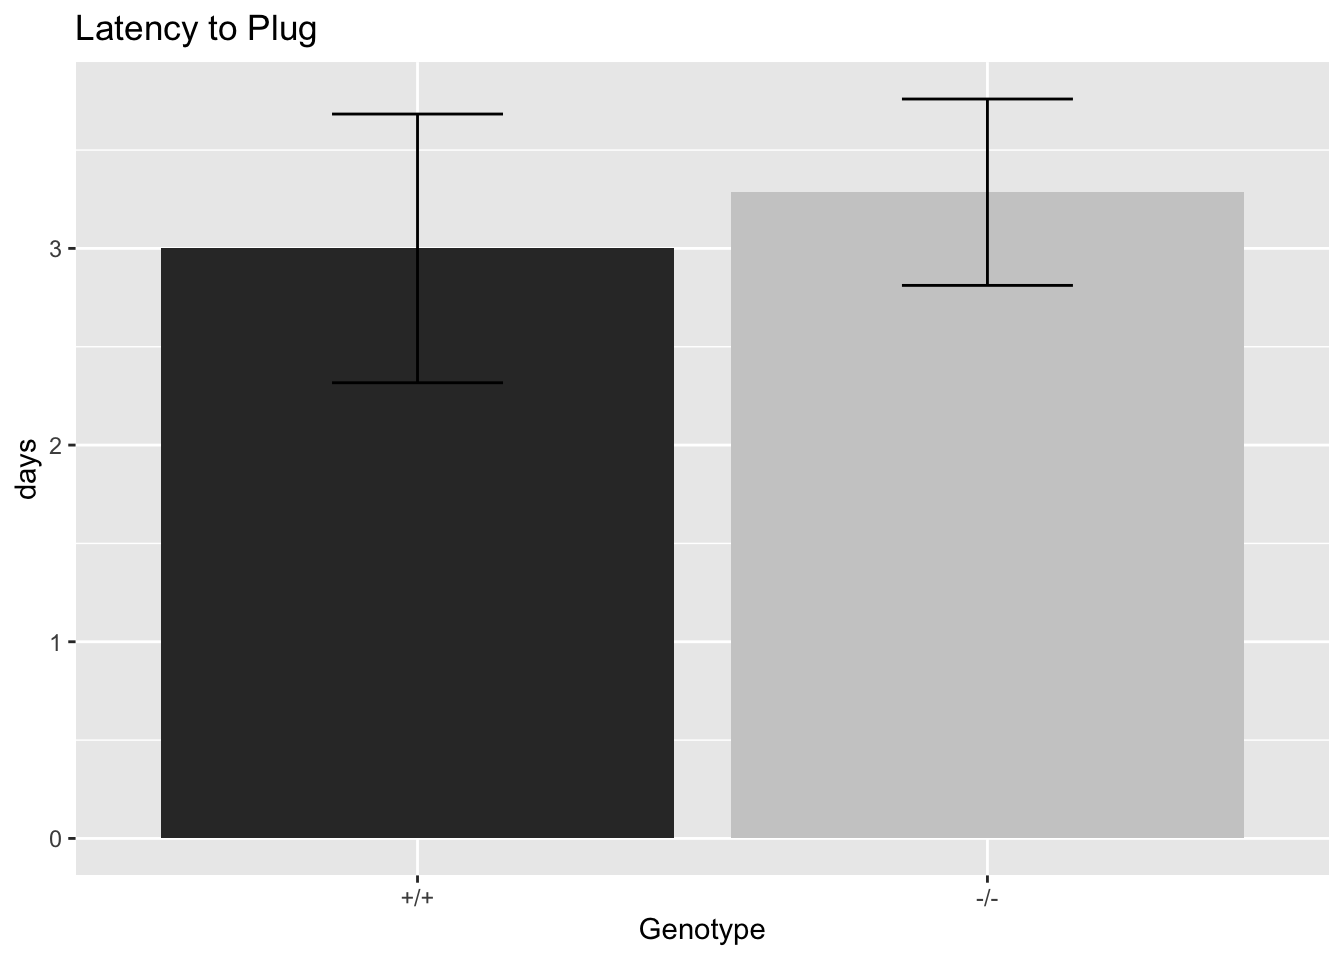 Latency to Plug
3
2
1
0
days
+/+
-/-
Genotype